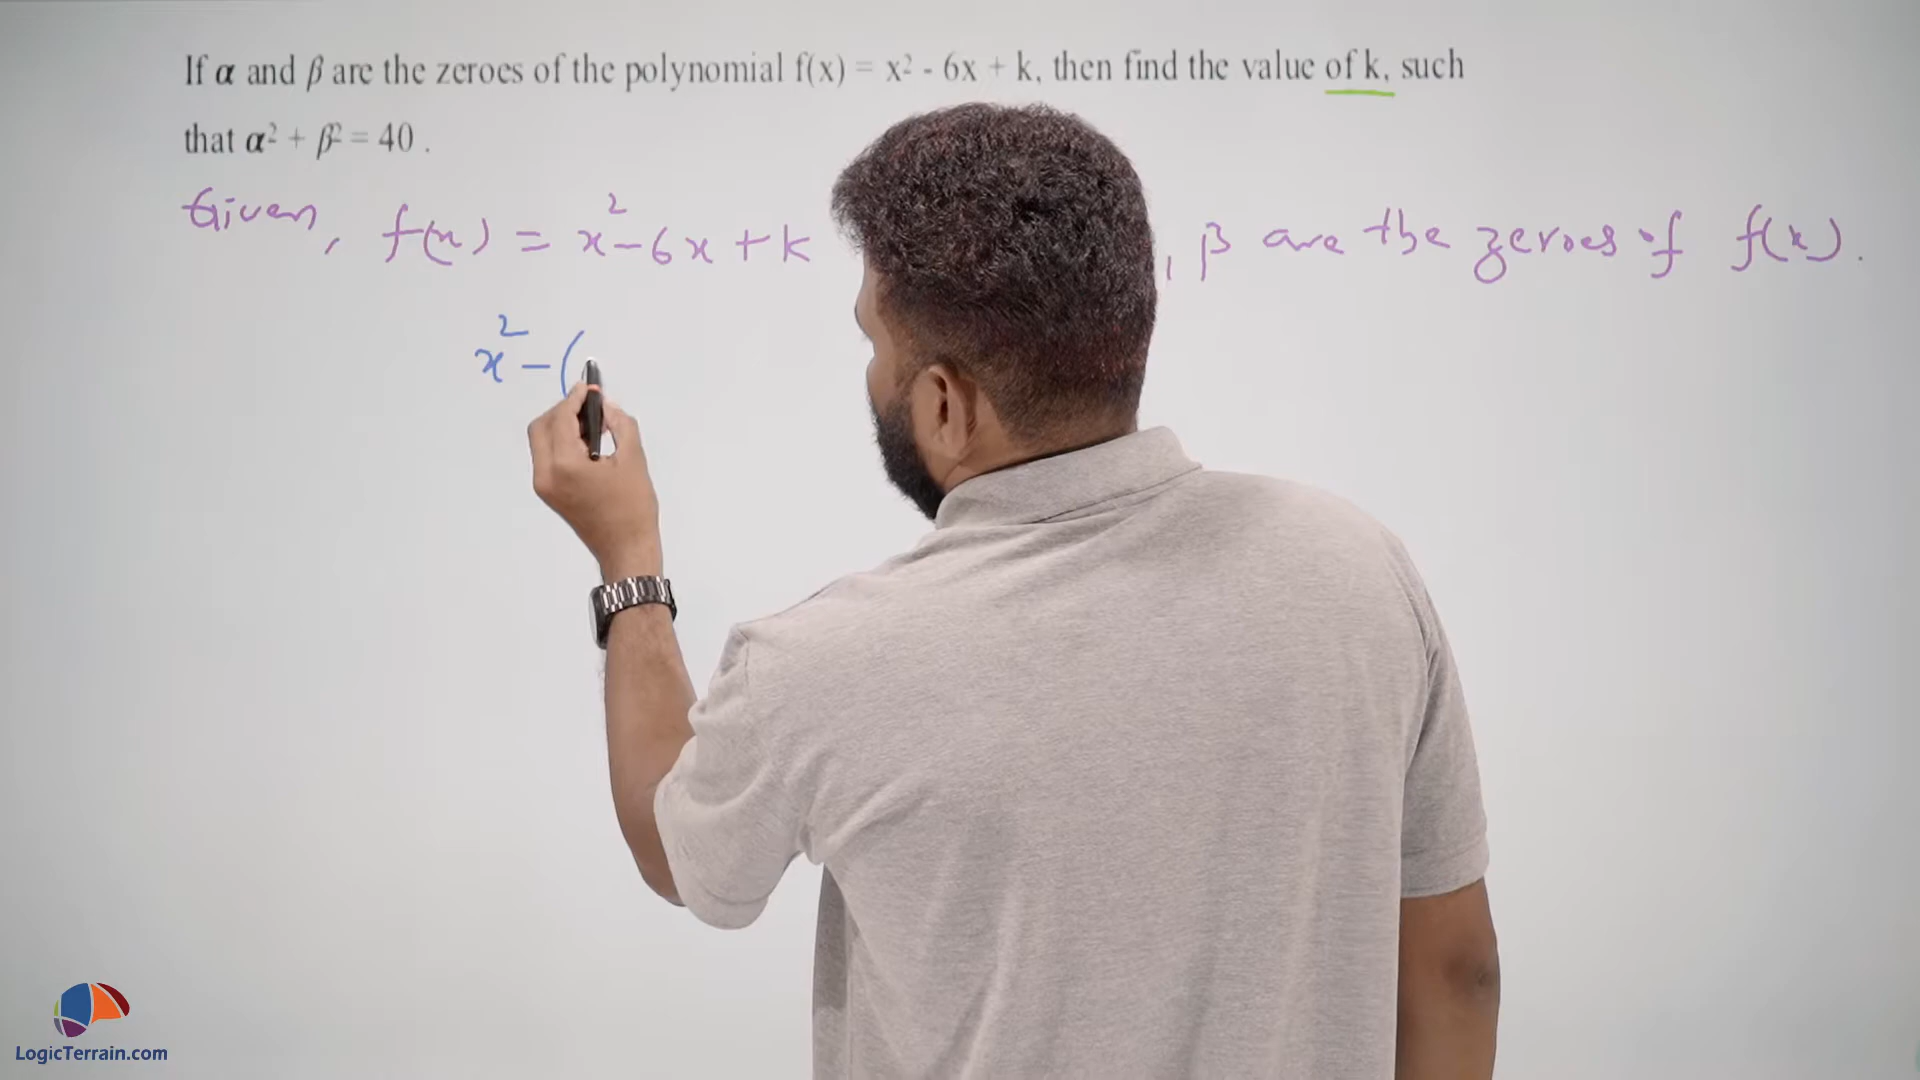 If α and β are the zeroes of the polynomial f(x) = x² - 6x + k, then find the value of k, such
that α² + β² = 40 .
Given, f(x) = x² - 6x + k , β are the zeroes of f(x).
x² - (
LogicTerrain.com